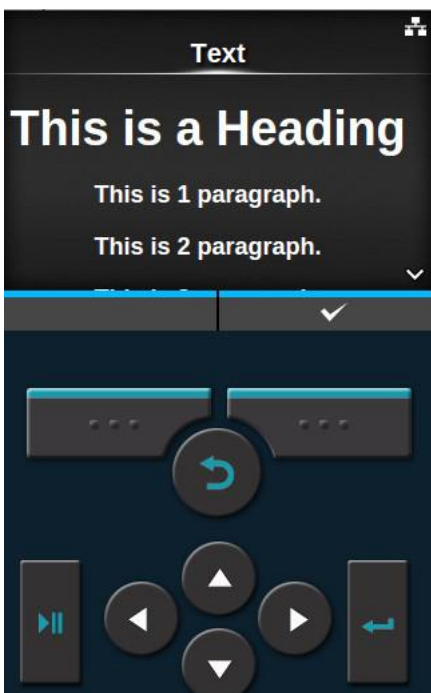 Text
This is a Heading
This is 1 paragraph.
This is 2 paragraph.